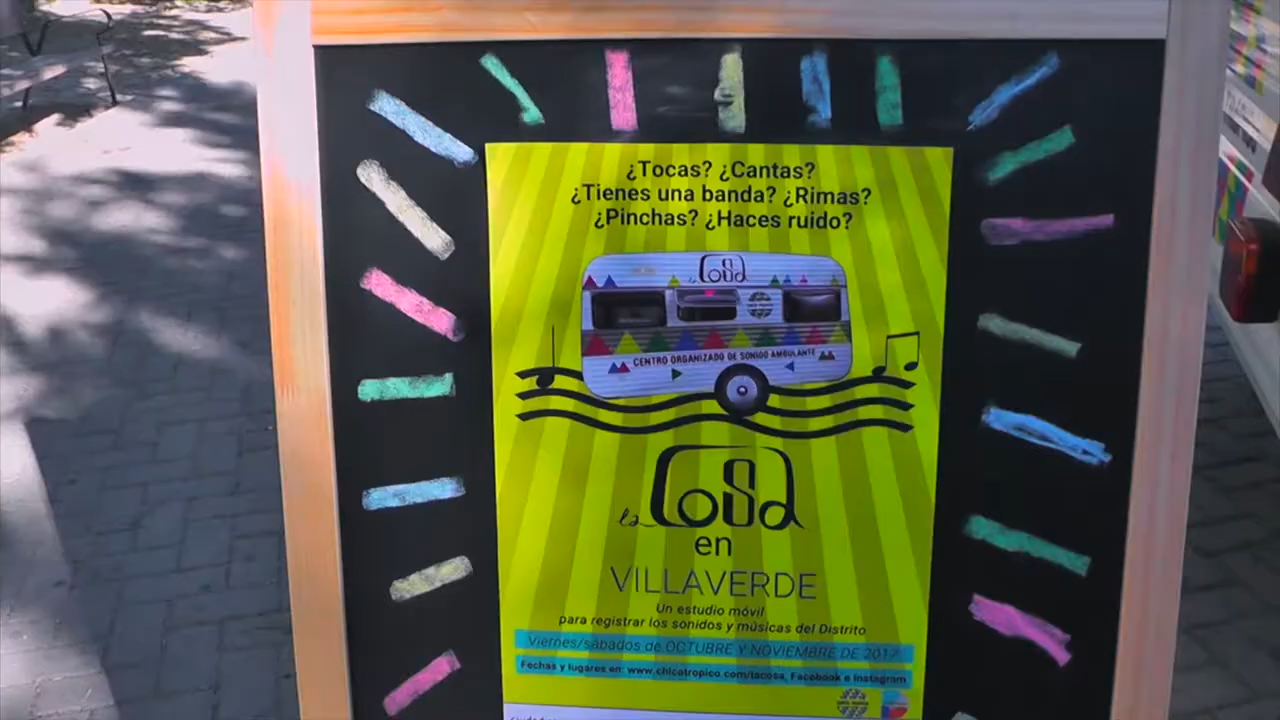 ¿Tocas? ¿Cantas?
¿Tienes una banda? ¿Rimas?
¿Pinchas? ¿Haces ruido?
la CoSa
CENTRO ORGANIZADO DE SONIDO AMBULANTE
la CoSa
en
VILLAVERDE
Un estudio móvil
para registrar los sonidos y músicas del Distrito
Viernes/sábados de OCTUBRE Y NOVIEMBRE DE 2017
Fechas y lugares en: www.chicotropico.com/lacosa, Facebook e Instagram